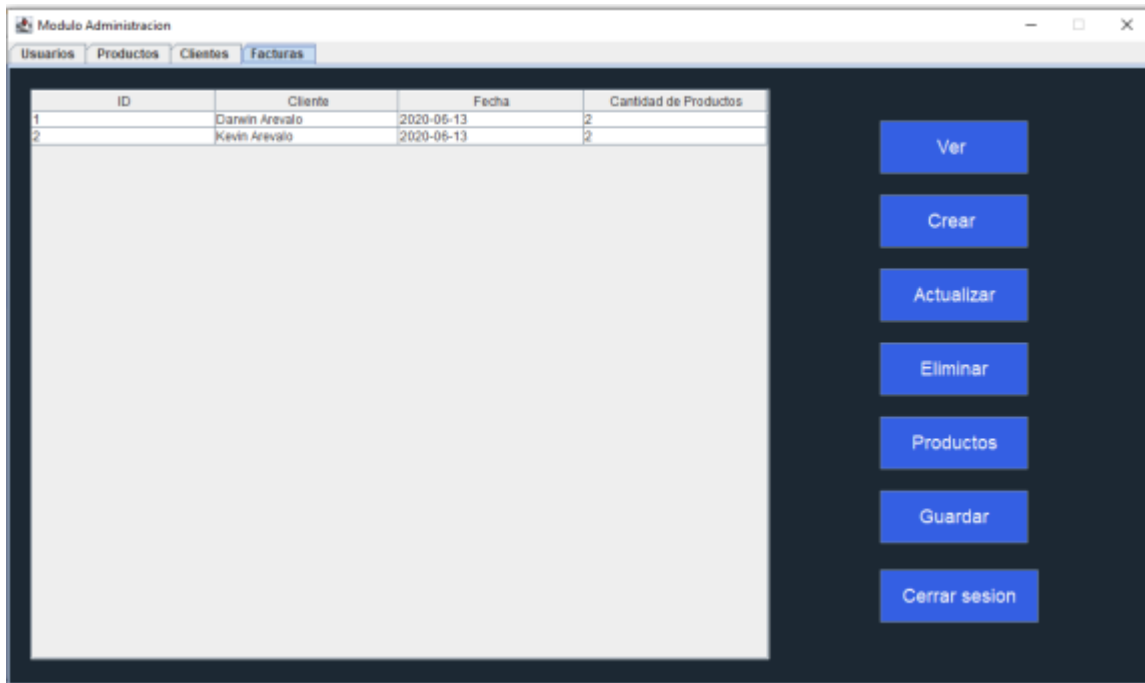 Modulo Administracion
Usuarios Productos Clientes Facturas
ID Cliente Fecha Cantidad de Productos
1 Darwin Arevalo 2020-06-13 2
2 Kevin Arevalo 2020-06-13 2
Ver
Crear
Actualizar
Eliminar
Productos
Guardar
Cerrar sesion